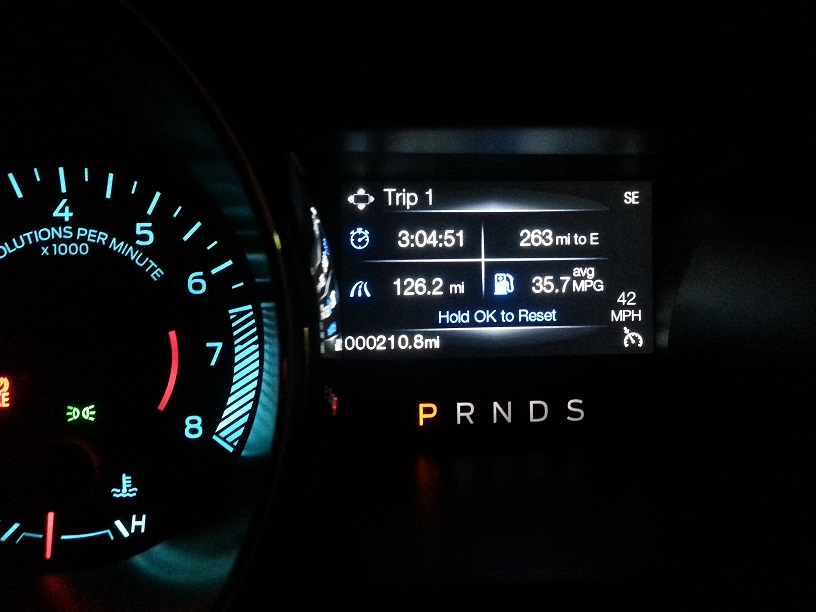 Trip 1
SE
3:04:51
263 mi to E
126.2 mi
35.7 avg MPG
Hold OK to Reset
42
MPH
000210.8mi
P R N D S
4
5
6
7
8
OLUTIONS PER MINUTE
x 1000
H